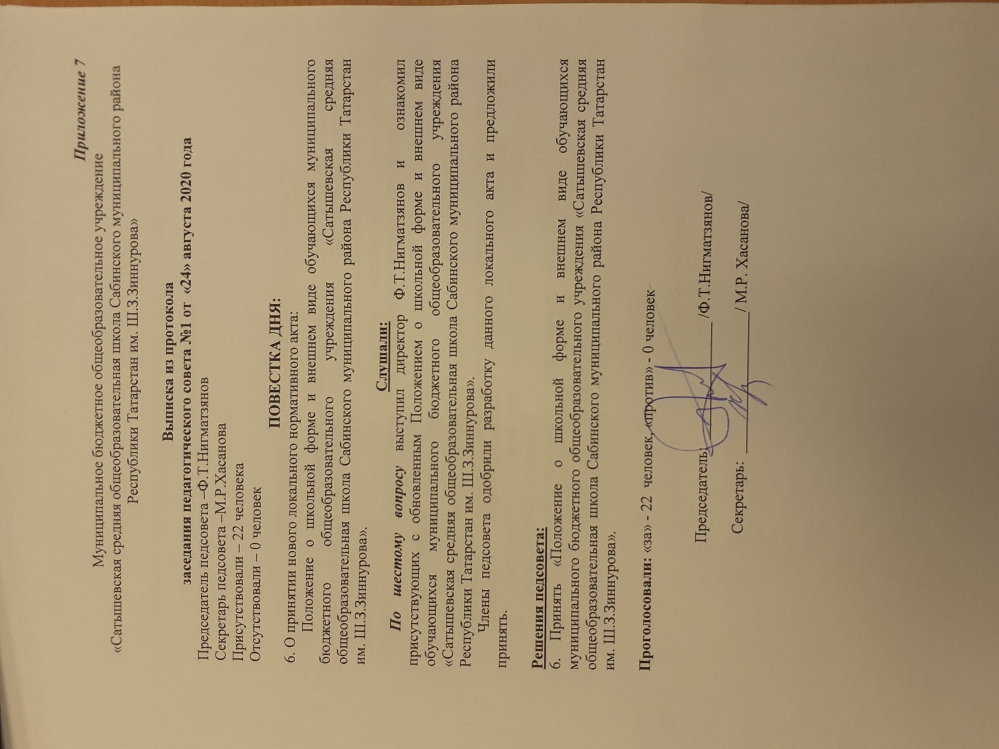 Приложение 7
Муниципальное бюджетное общеобразовательное учреждение
«Сатышевская средняя общеобразовательная школа Сабинского муниципального района
Республики Татарстан им. Ш.З.Зиннурова»
Выписка из протокола
заседания педагогического совета №1 от «24» августа 2020 года
Председатель педсовета –Ф.Т.Нигматзянов
Секретарь педсовета –М.Р.Хасанова
Присутствовали – 22 человека
Отсутствовали – 0 человек
ПОВЕСТКА ДНЯ:
6. О принятии нового локального нормативного акта:
Положение о школьной форме и внешнем виде обучающихся муниципального
бюджетного общеобразовательного учреждения «Сатышевская средняя
общеобразовательная школа Сабинского муниципального района Республики Татарстан
им. Ш.З.Зиннурова».
Слушали:
По шестому вопросу выступил директор Ф.Т.Нигматзянов и ознакомил
присутствующих с обновленным Положением о школьной форме и внешнем виде
обучающихся муниципального бюджетного общеобразовательного учреждения
«Сатышевская средняя общеобразовательная школа Сабинского муниципального района
Республики Татарстан им. Ш.З.Зиннурова».
Члены педсовета одобрили разработку данного локального акта и предложили
принять.
Решения педсовета:
6. Принять «Положение о школьной форме и внешнем виде обучающихся
муниципального бюджетного общеобразовательного учреждения «Сатышевская средняя
общеобразовательная школа Сабинского муниципального района Республики Татарстан
им. Ш.З.Зиннурова».
Проголосовали: «за» - 22 человек, «против» - 0 человек
Председатель: /Ф.Т.Нигматзянов/
Секретарь: / М.Р. Хасанова/